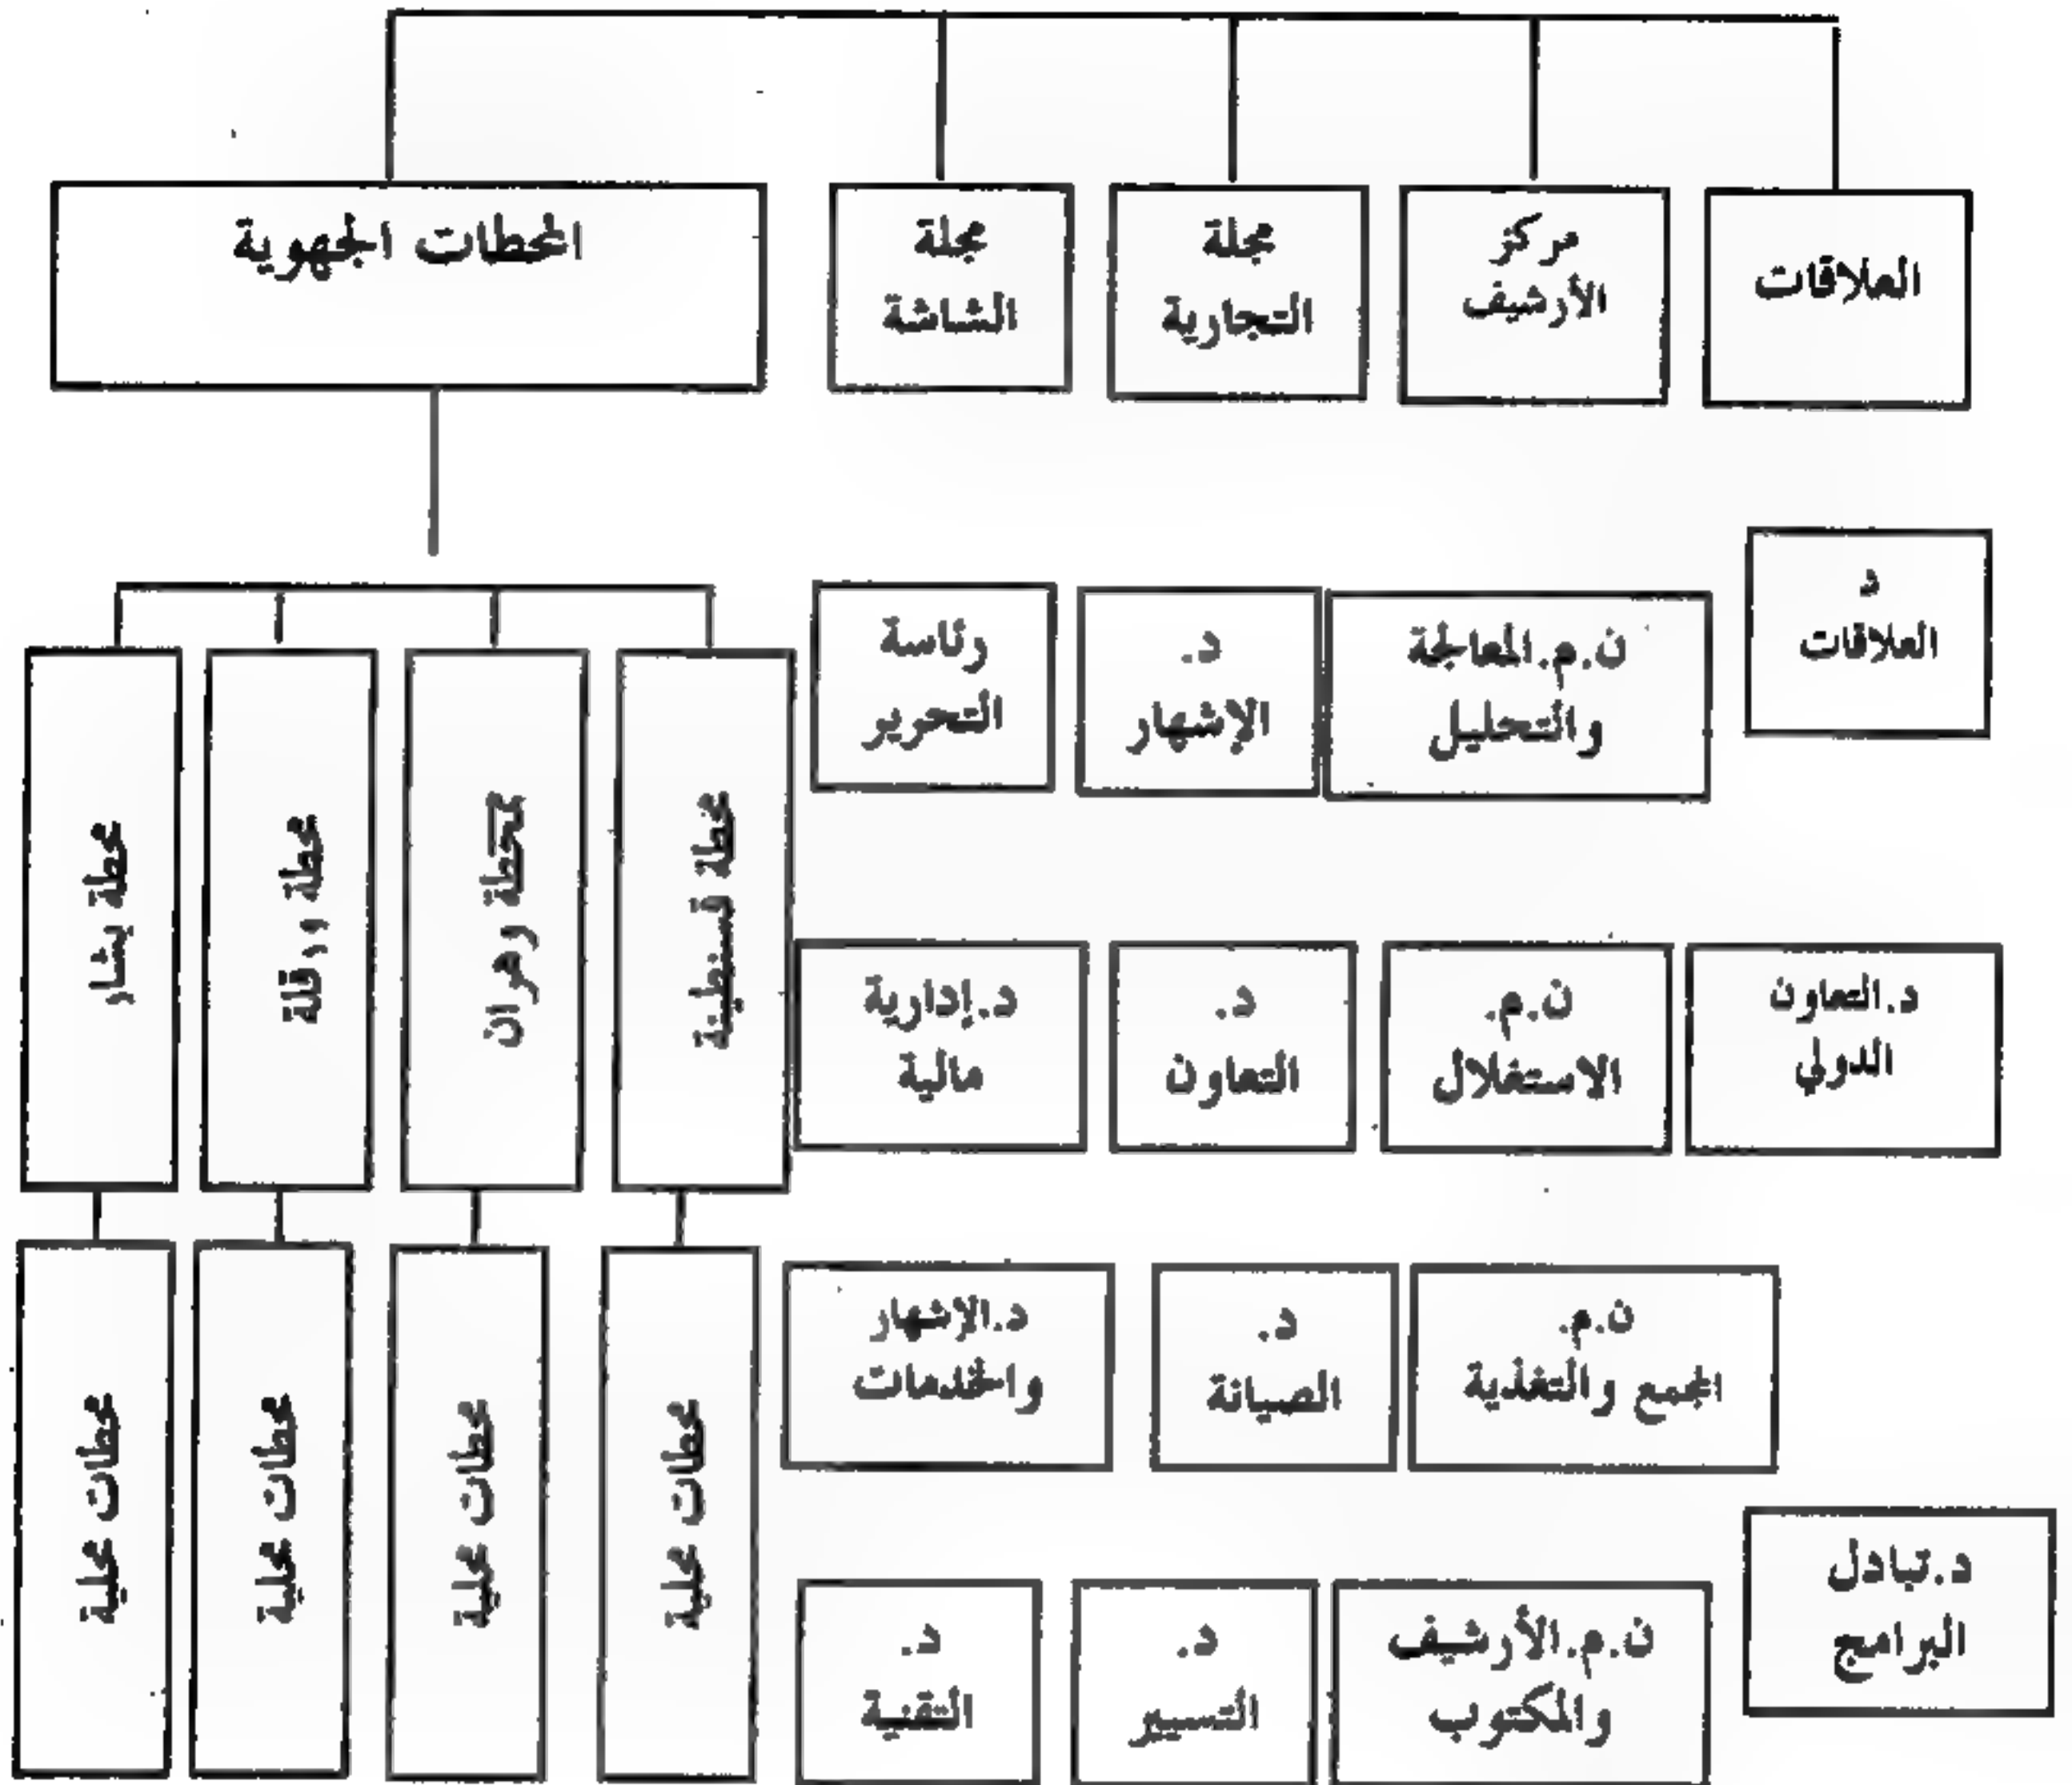 العلاقات
مركز
الأرشيف
مجلة
التجارية
مجلة
الشاشة
المحطات الجهوية
د
العلاقات
ن.م.المعالجة
والتحليل
د.
الإشهار
رئاسة
التحرير
محطة قسنطينة
محطة وهران
محطة ورقلة
محطة بشار
د.التعاون
الدولي
ن.م.
الاستغلال
د.
التعاون
د.إدارية
مالية
ن.م.
الجمع والتغذية
د.
الصيانة
د.الإشهار
والخدمات
محطات محلية
محطات محلية
محطات محلية
محطات محلية
د.تبادل
البرامج
ن.م.الأرشيف
والمكتوب
د.
التسيير
د.
التقنية